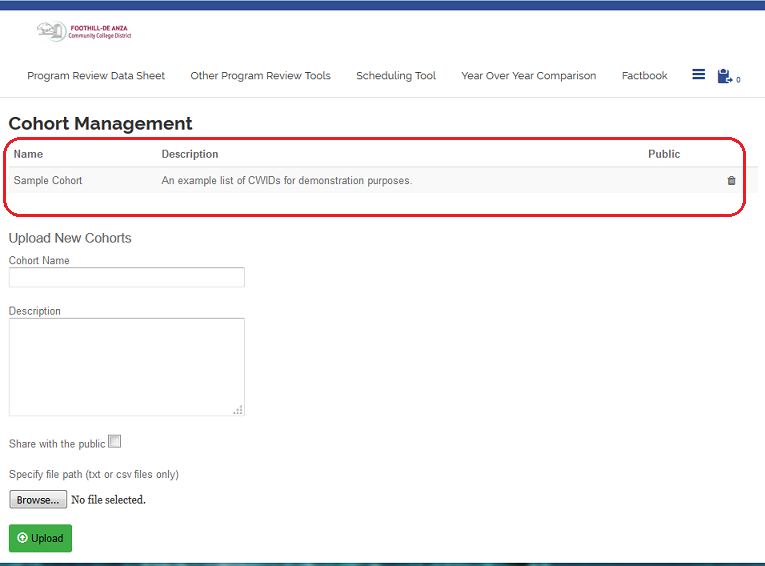 FOOTHILL-DE ANZA
Community College District
Program Review Data Sheet Other Program Review Tools Scheduling Tool Year Over Year Comparison Factbook 0
Cohort Management
Name Description Public
Sample Cohort An example list of CWIDs for demonstration purposes.
Upload New Cohorts
Cohort Name
Description
Share with the public
Specify file path (txt or csv files only)
Browse... No file selected.
Upload